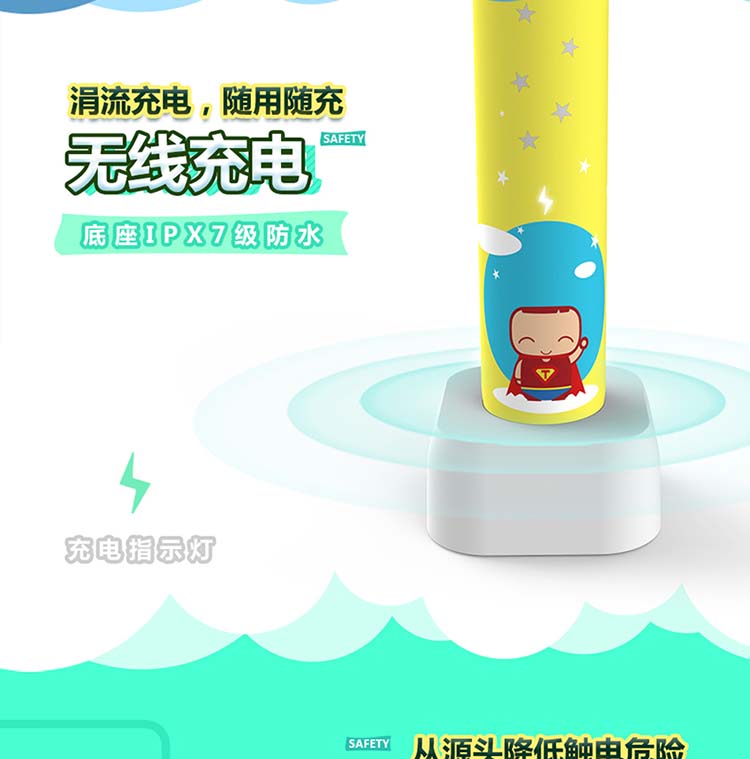 涓流充电，随用随充
无线充电
SAFETY
底座IPX7级防水
T
充电指示灯
SAFETY
从源头降低触电危险